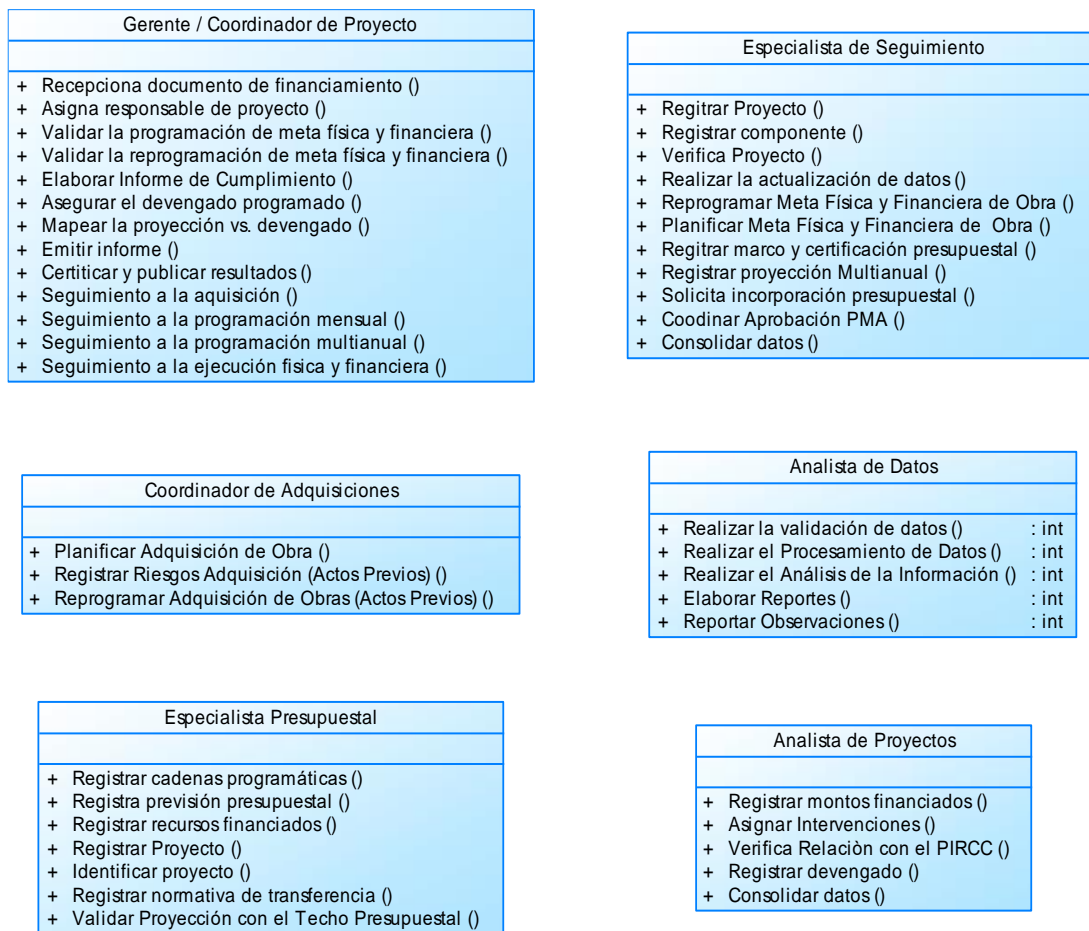 Gerente / Coordinador de Proyecto
+ Recepciona documento de financiamiento ()
+ Asigna responsable de proyecto ()
+ Validar la programación de meta física y financiera ()
+ Validar la reprogramación de meta física y financiera ()
+ Elaborar Informe de Cumplimiento ()
+ Asegurar el devengado programado ()
+ Mapear la proyección vs. devengado ()
+ Emitir informe ()
+ Certiticar y publicar resultados ()
+ Seguimiento a la aquisición ()
+ Seguimiento a la programación mensual ()
+ Seguimiento a la programación multianual ()
+ Seguimiento a la ejecución fisica y financiera ()
Especialista de Seguimiento
+ Regitrar Proyecto ()
+ Registrar componente ()
+ Verifica Proyecto ()
+ Realizar la actualización de datos ()
+ Reprogramar Meta Física y Financiera de Obra ()
+ Planificar Meta Física y Financiera de Obra ()
+ Regitrar marco y certificación presupuestal ()
+ Registrar proyección Multianual ()
+ Solicita incorporación presupuestal ()
+ Coodinar Aprobación PMA ()
+ Consolidar datos ()
Coordinador de Adquisiciones
+ Planificar Adquisición de Obra ()
+ Registrar Riesgos Adquisición (Actos Previos) ()
+ Reprogramar Adquisición de Obras (Actos Previos) ()
Analista de Datos
+ Realizar la validación de datos () : int
+ Realizar el Procesamiento de Datos () : int
+ Realizar el Análisis de la Información () : int
+ Elaborar Reportes () : int
+ Reportar Observaciones () : int
Especialista Presupuestal
+ Registrar cadenas programáticas ()
+ Registra previsión presupuestal ()
+ Registrar recursos financiados ()
+ Registrar Proyecto ()
+ Identificar proyecto ()
+ Registrar normativa de transferencia ()
+ Validar Proyección con el Techo Presupuestal ()
Analista de Proyectos
+ Registrar montos financiados ()
+ Asignar Intervenciones ()
+ Verifica Relaciòn con el PIRCC ()
+ Registrar devengado ()
+ Consolidar datos ()